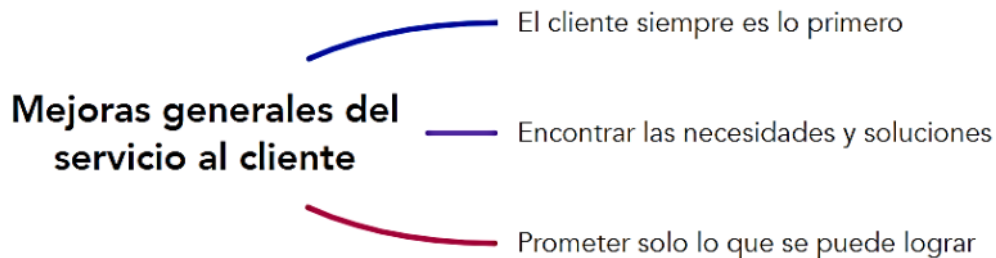 El cliente siempre es lo primero
Mejoras generales del
servicio al cliente
Encontrar las necesidades y soluciones
Prometer solo lo que se puede lograr